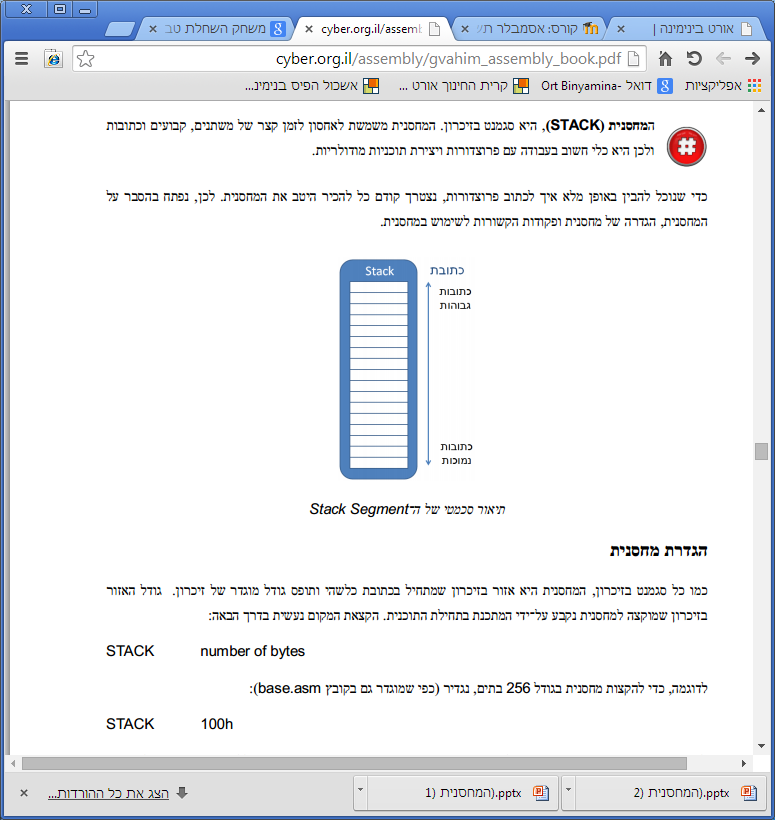 אורט בינימינה |
קורס: אסמבלר תש
cyber.org.il/assemb
משחק השחלת טב
cyber.org.il/assembly/gvahim_assembly_book.pdf
אפליקציות
דואל -Ort Binyamina
קרית החינוך אורט ...
אשכול הפיס בנימינ...
המחסנית (STACK), היא סגמנט בזיכרון. המחסנית משמשת לאחסון לזמן קצר של משתנים, קבועים וכתובות
ולכן היא כלי חשוב בעבודה עם פרוצדורות ויצירת תוכניות מודולריות.
כדי שנוכל להבין באופן מלא איך לכתוב פרוצדורות, נצטרך קודם כל להכיר היטב את המחסנית. לכן, נפתח בהסבר על
המחסנית, הגדרה של מחסנית ופקודות הקשורות לשימוש במחסנית.
Stack
כתובת
כתובות
גבוהות
כתובות
נמוכות
תיאור סכמטי של ה־Stack Segment
הגדרת מחסנית
כמו כל סגמנט בזיכרון, המחסנית היא אזור בזיכרון שמתחיל בכתובת כלשהי ותופס גודל מוגדר של זיכרון. גודל האזור
בזיכרון שמוקצה למחסנית נקבע על־ידי המתכנת בתחילת התוכנית. הקצאת המקום נעשית בדרך הבאה:
STACK number of bytes
לדוגמה, כדי להקצות מחסנית בגודל 256 בתים, נגדיר (כפי שמוגדר גם בקובץ base.asm):
STACK 100h
המחסנית (2).pptx
המחסנית (1).pptx
הצג את כל ההורדות...